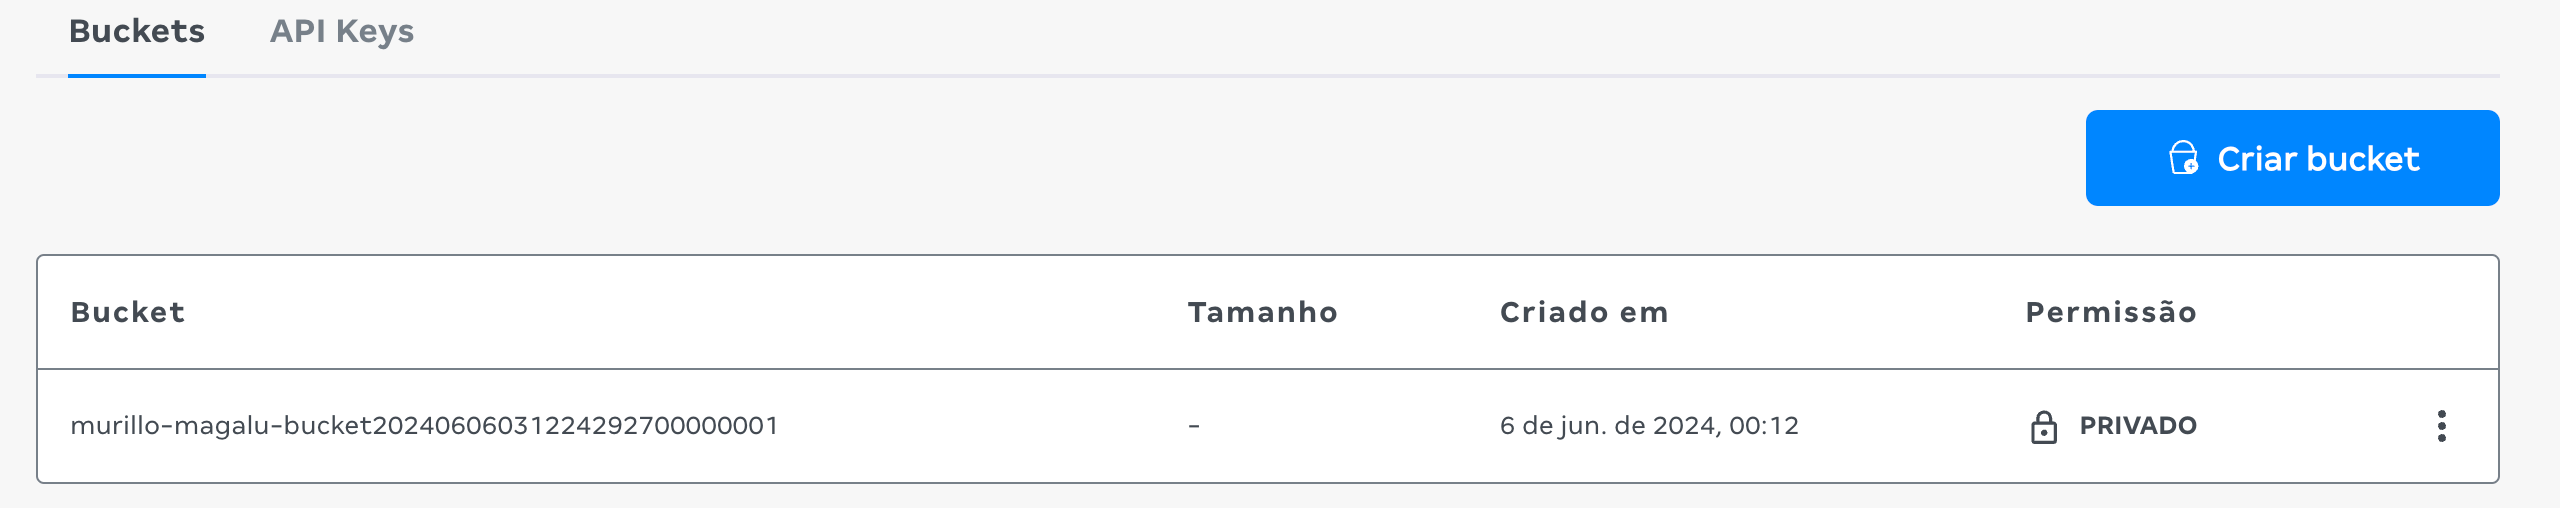 Buckets API Keys
Criar bucket
Bucket Tamanho Criado em Permissão
murillo-magalu-bucket20240606031224292700000001 - 6 de jun. de 2024, 00:12 PRIVADO